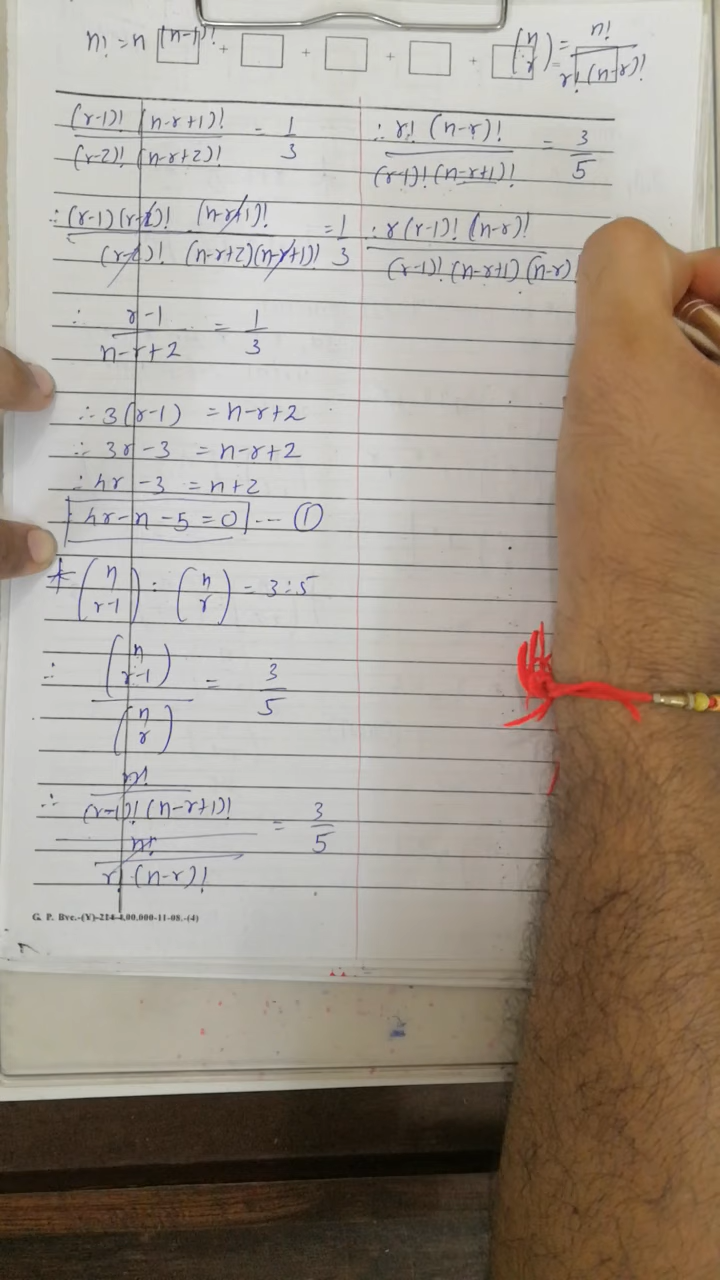 n! = n (n-1)! + + + + (n r) = n! / r! (n-r)!
(r-1)! (n-r+1)! / (r-2)! (n-r+2)! = 1/3
∴ (r-1)(r-2)! (n-r+1)! / (r-2)! (n-r+2)(n-r+1)! = 1/3
∴ r-1 / n-r+2 = 1/3
∴ 3(r-1) = n-r+2
∴ 3r-3 = n-r+2
∴ 4r-3 = n+2
4r-n-5=0 --- ①
* (n r-1) : (n r) = 3:5
∴ (n r-1) / (n r) = 3/5
∴ n! / (r-1)! (n-r+1)! / n! / r! (n-r)! = 3/5
∴ r! (n-r)! / (r-1)! (n-r+1)! = 3/5
∴ r(r-1)! (n-r)! / (r-1)! (n-r+1) (n-r)!
G. P. Bvc.-(Y)-214-4,00,000-11-08.-(4)